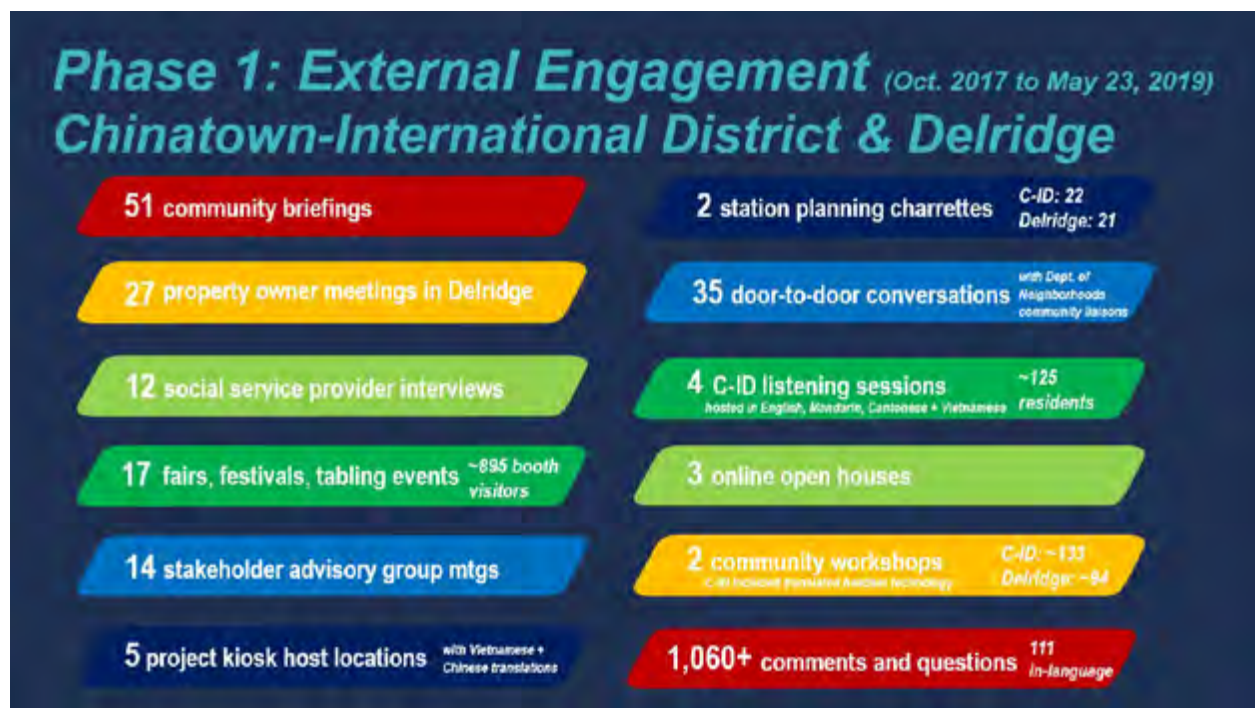 Phase 1: External Engagement (Oct. 2017 to May 23, 2019)
Chinatown-International District & Delridge
51 community briefings
27 property owner meetings in Delridge
12 social service provider interviews
17 fairs, festivals, tabling events ~895 booth visitors
14 stakeholder advisory group mtgs
5 project kiosk host locations with Vietnamese + Chinese translations
2 station planning charrettes C-ID: 22 Delridge: 21
35 door-to-door conversations with Dept. of Neighborhoods community liaisons
4 C-ID listening sessions ~125 residents
hosted in English, Mandarin, Cantonese + Vietnamese
3 online open houses
2 community workshops C-ID: ~133 Delridge: ~84
C-ID included translated
1,060+ comments and questions 111 in-language